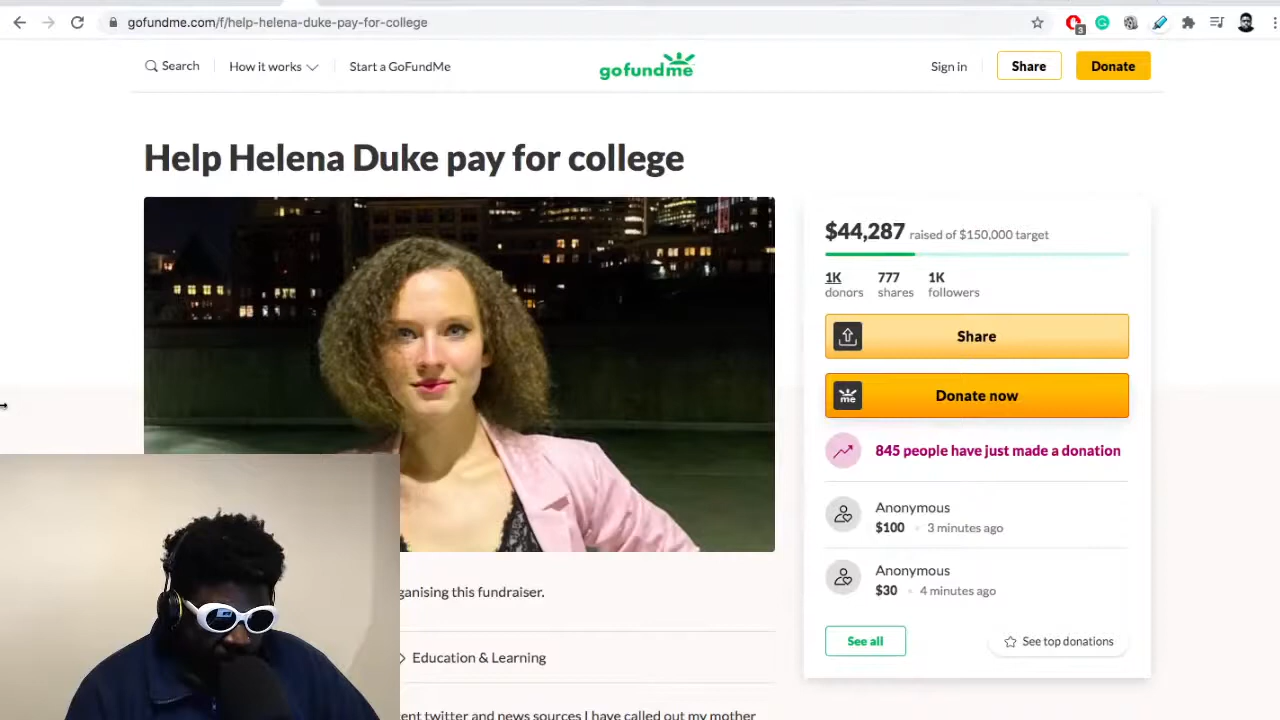 gofundme.com/f/help-helena-duke-pay-for-college
3
Search
How it works
Start a GoFundMe
gofundme
Sign in
Share
Donate
Help Helena Duke pay for college
$44,287 raised of $150,000 target
1K
donors
777
shares
1K
followers
Share
me
Donate now
845 people have just made a donation
Anonymous
$100 • 3 minutes ago
Anonymous
$30 • 4 minutes ago
See all
See top donations
ganising this fundraiser.
Education & Learning
ent twitter and news sources I have called out my mother